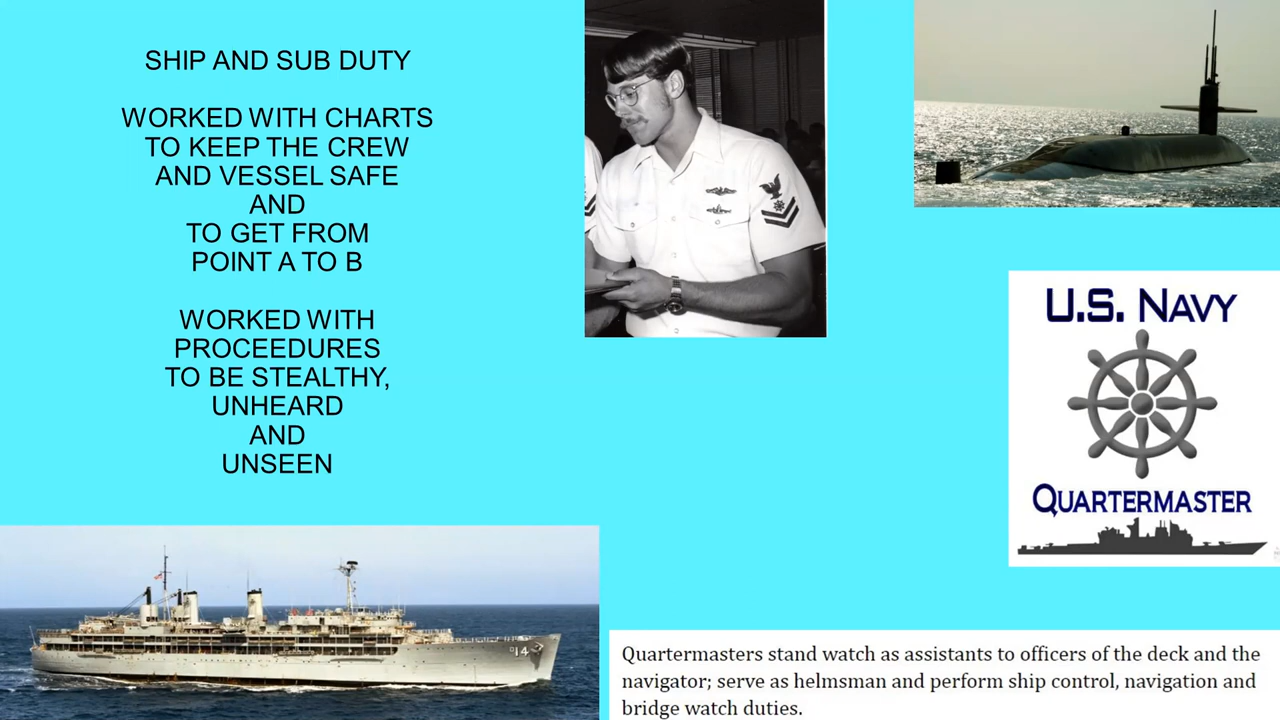 SHIP AND SUB DUTY
WORKED WITH CHARTS
TO KEEP THE CREW
AND VESSEL SAFE
AND
TO GET FROM
POINT A TO B
WORKED WITH
PROCEEDURES
TO BE STEALTHY,
UNHEARD
AND
UNSEEN
U.S. NAVY
QUARTERMASTER
14
Quartermasters stand watch as assistants to officers of the deck and the
navigator; serve as helmsman and perform ship control, navigation and
bridge watch duties.